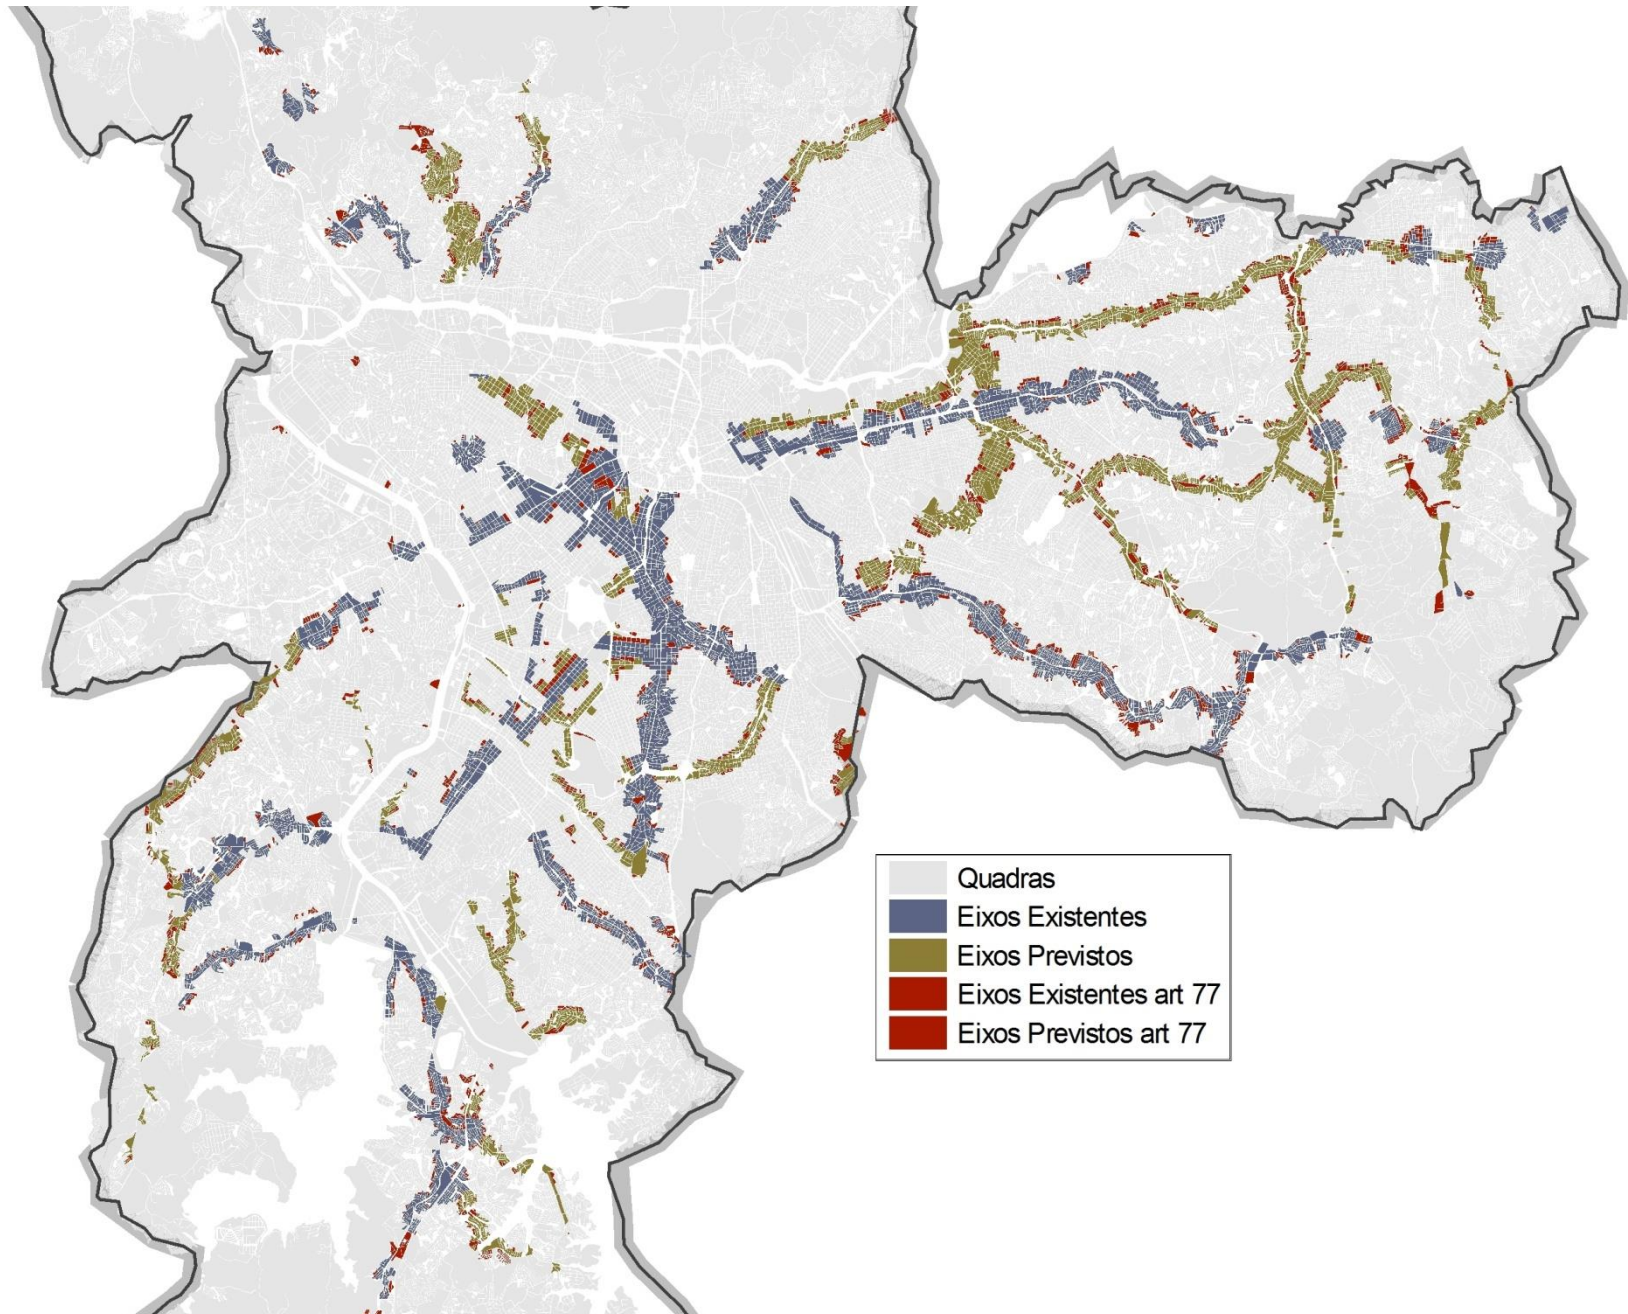 Quadras
Eixos Existentes
Eixos Previstos
Eixos Existentes art 77
Eixos Previstos art 77